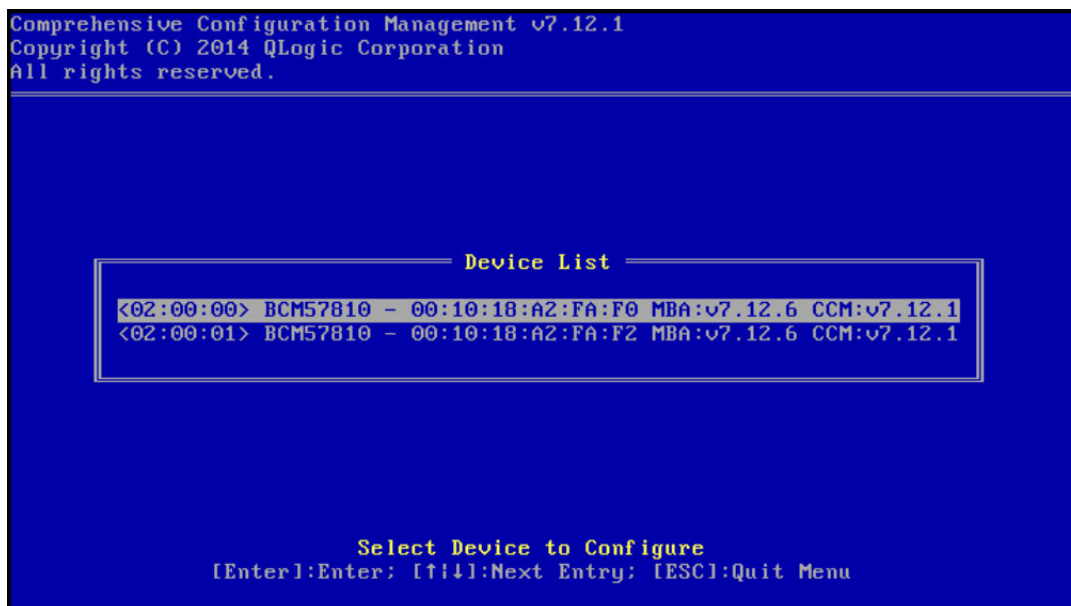 Comprehensive Configuration Management v7.12.1
Copyright (C) 2014 QLogic Corporation
All rights reserved.
Device List
<02:00:00> BCM57810 - 00:10:18:A2:FA:F0 MBA:v7.12.6 CCM:v7.12.1
<02:00:01> BCM57810 - 00:10:18:A2:FA:F2 MBA:v7.12.6 CCM:v7.12.1
Select Device to Configure
[Enter]:Enter; [↑¦↓]:Next Entry; [ESC]:Quit Menu